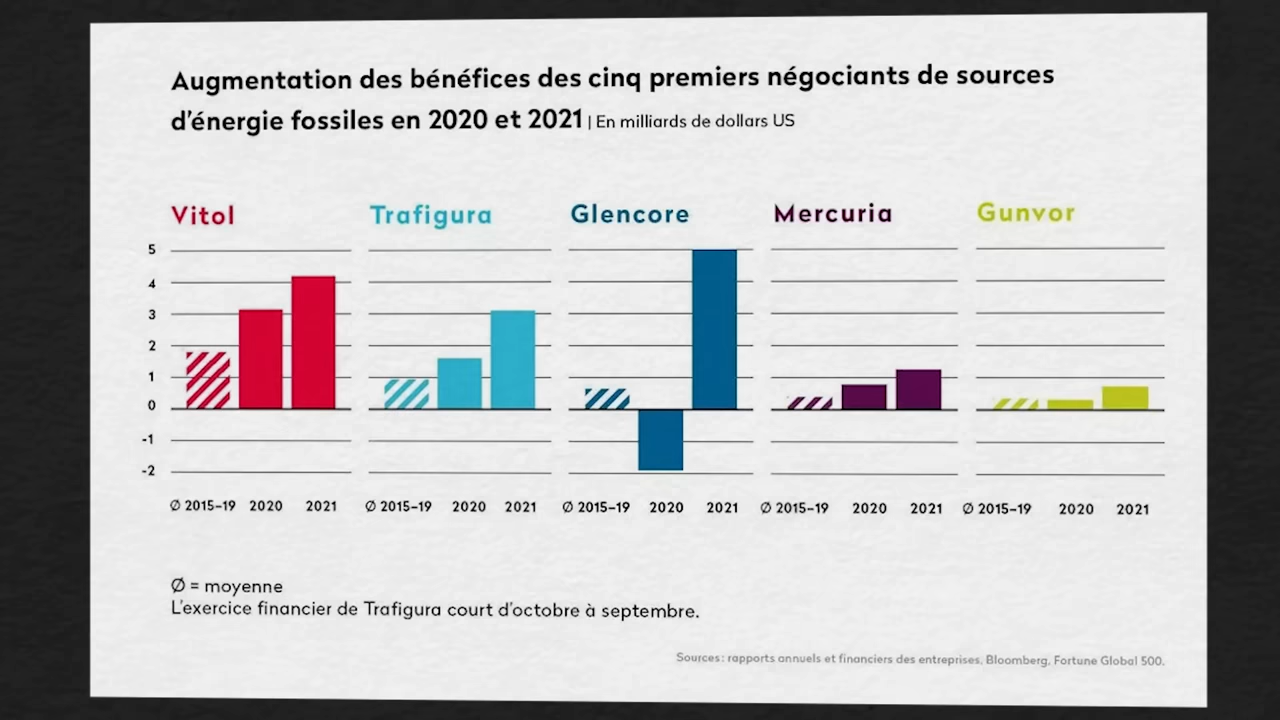 Augmentation des bénéfices des cinq premiers négociants de sources
d'énergie fossiles en 2020 et 2021 | En milliards de dollars US
Vitol Trafigura Glencore Mercuria Gunvor
5
4
3
2
1
0
-1
-2
Ø 2015–19 2020 2021 Ø 2015–19 2020 2021 Ø 2015–19 2020 2021 Ø 2015–19 2020 2021 Ø 2015–19 2020 2021
Ø = moyenne
L'exercice financier de Trafigura court d'octobre à septembre.
Sources: rapports annuels et financiers des entreprises, Bloomberg, Fortune Global 500.